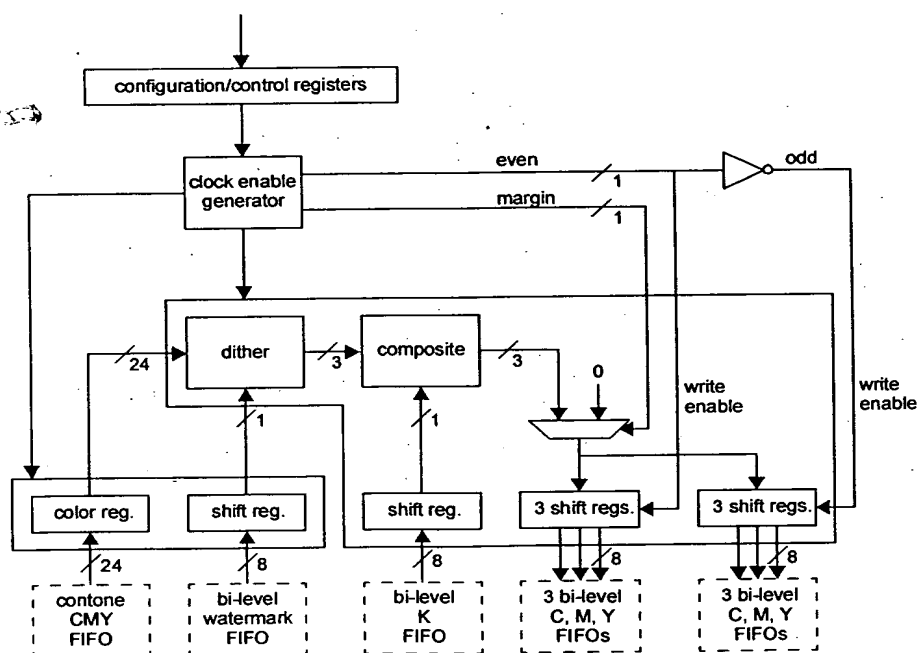 configuration/control registers
clock enable
generator
even
1
odd
margin
1
dither
composite
24
3
3
0
write
enable
write
enable
1
1
color reg.
shift reg.
shift reg.
3 shift regs.
3 shift regs.
24
8
8
8
8
contone
CMY
FIFO
bi-level
watermark
FIFO
bi-level
K
FIFO
3 bi-level
C, M, Y
FIFOs
3 bi-level
C, M, Y
FIFOs